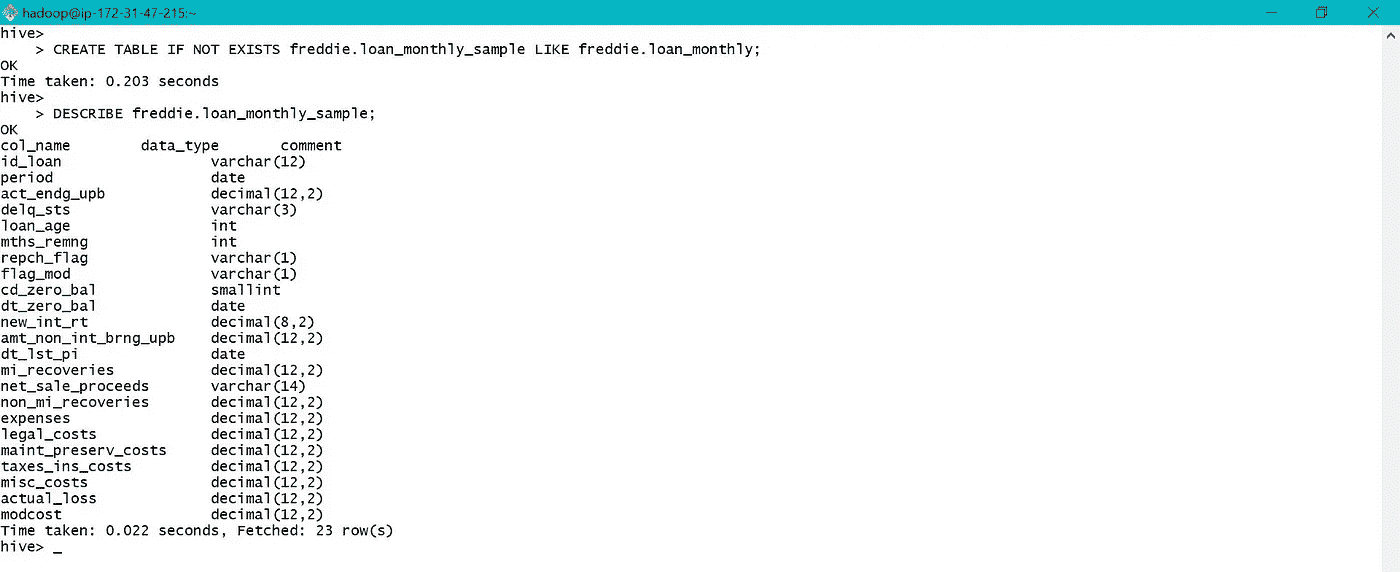 hadoop@ip-172-31-47-215:~
hive>
    > CREATE TABLE IF NOT EXISTS freddie.loan_monthly_sample LIKE freddie.loan_monthly;
OK
Time taken: 0.203 seconds
hive>
    > DESCRIBE freddie.loan_monthly_sample;
OK
col_name        data_type       comment
id_loan                 varchar(12)
period                  date
act_endg_upb            decimal(12,2)
delq_sts                varchar(3)
loan_age                int
mths_remng              int
repch_flag              varchar(1)
flag_mod                varchar(1)
cd_zero_bal             smallint
dt_zero_bal             date
new_int_rt              decimal(8,2)
amt_non_int_brng_upb    decimal(12,2)
dt_lst_pi               date
mi_recoveries           decimal(12,2)
net_sale_proceeds       varchar(14)
non_mi_recoveries       decimal(12,2)
expenses                decimal(12,2)
legal_costs             decimal(12,2)
maint_preserv_costs     decimal(12,2)
taxes_ins_costs         decimal(12,2)
misc_costs              decimal(12,2)
actual_loss             decimal(12,2)
modcost                 decimal(12,2)
Time taken: 0.022 seconds, Fetched: 23 row(s)
hive> _